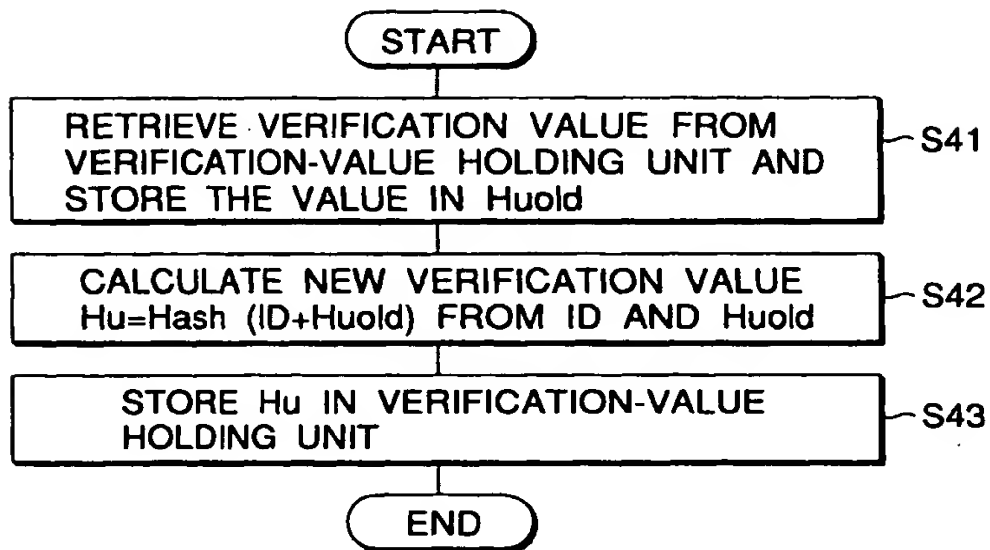 START
RETRIEVE VERIFICATION VALUE FROM
VERIFICATION-VALUE HOLDING UNIT AND
STORE THE VALUE IN Huold
S41
CALCULATE NEW VERIFICATION VALUE
Hu=Hash (ID+Huold) FROM ID AND Huold
S42
STORE Hu IN VERIFICATION-VALUE
HOLDING UNIT
S43
END